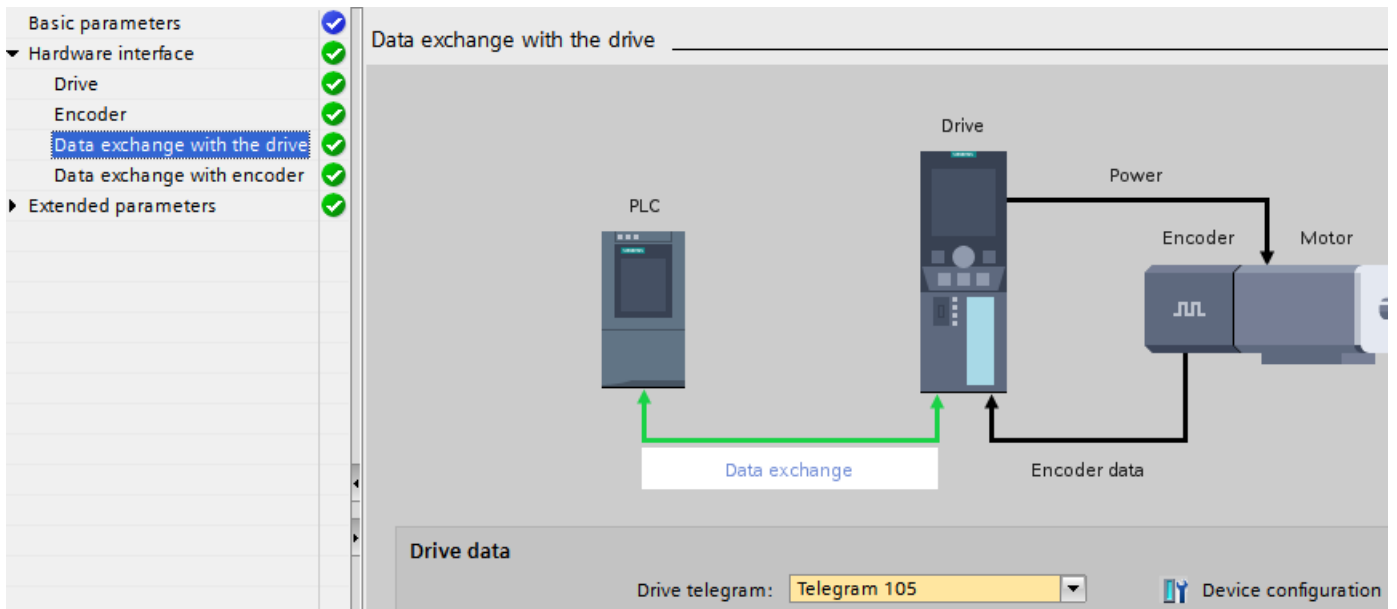 Basic parameters
Hardware interface
Drive
Encoder
Data exchange with the drive
Data exchange with encoder
Extended parameters
Data exchange with the drive
Drive
Power
PLC
Encoder
Motor
SIEMENS
SIEMENS
Data exchange
Encoder data
Drive data
Drive telegram:
Telegram 105
Device configuration